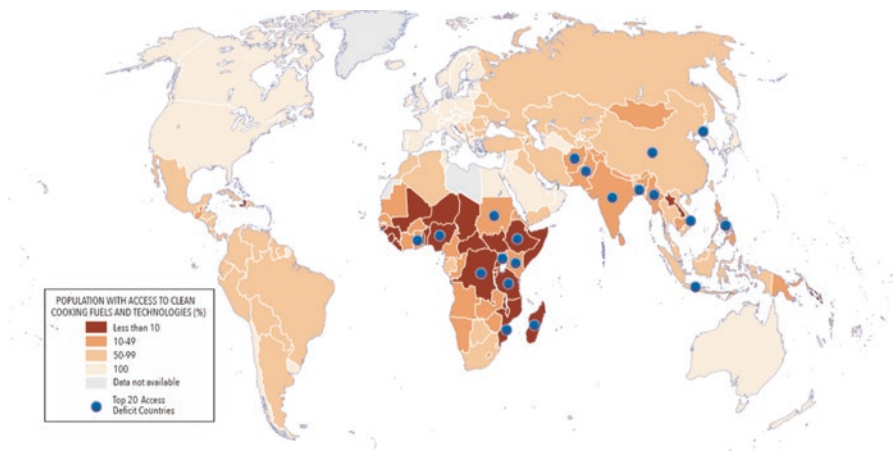 POPULATION WITH ACCESS TO CLEAN
COOKING FUELS AND TECHNOLOGIES (%)
Less than 10
10-49
50-99
100
Data not available
Top 20 Access
Deficit Countries